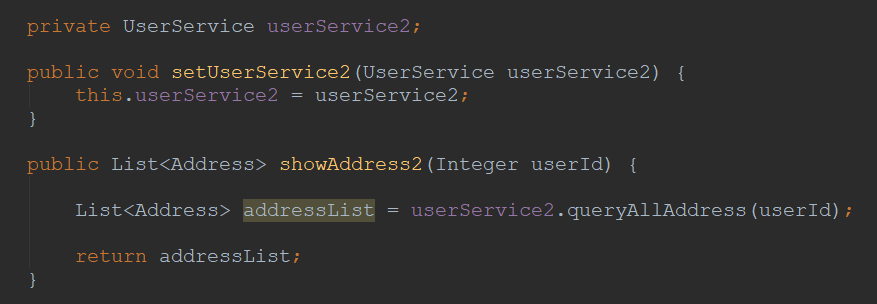 private UserService userService2;
public void setUserService2(UserService userService2) {
this.userService2 = userService2;
}
public List<Address> showAddress2(Integer userId) {
List<Address> addressList = userService2.queryAllAddress(userId);
return addressList;
}